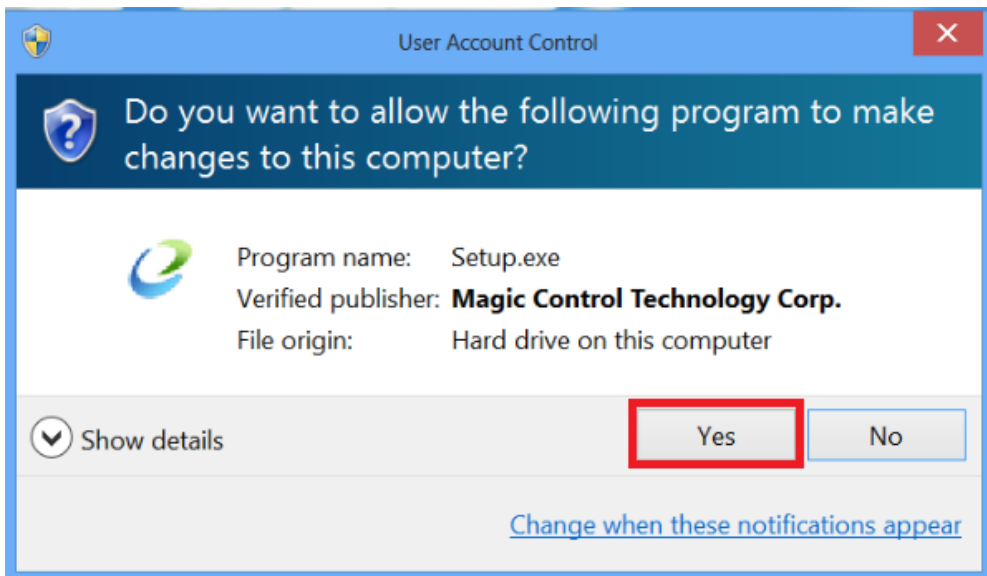 User Account Control
Do you want to allow the following program to make
changes to this computer?
Program name: Setup.exe
Verified publisher: Magic Control Technology Corp.
File origin: Hard drive on this computer
Show details
Yes
No
Change when these notifications appear